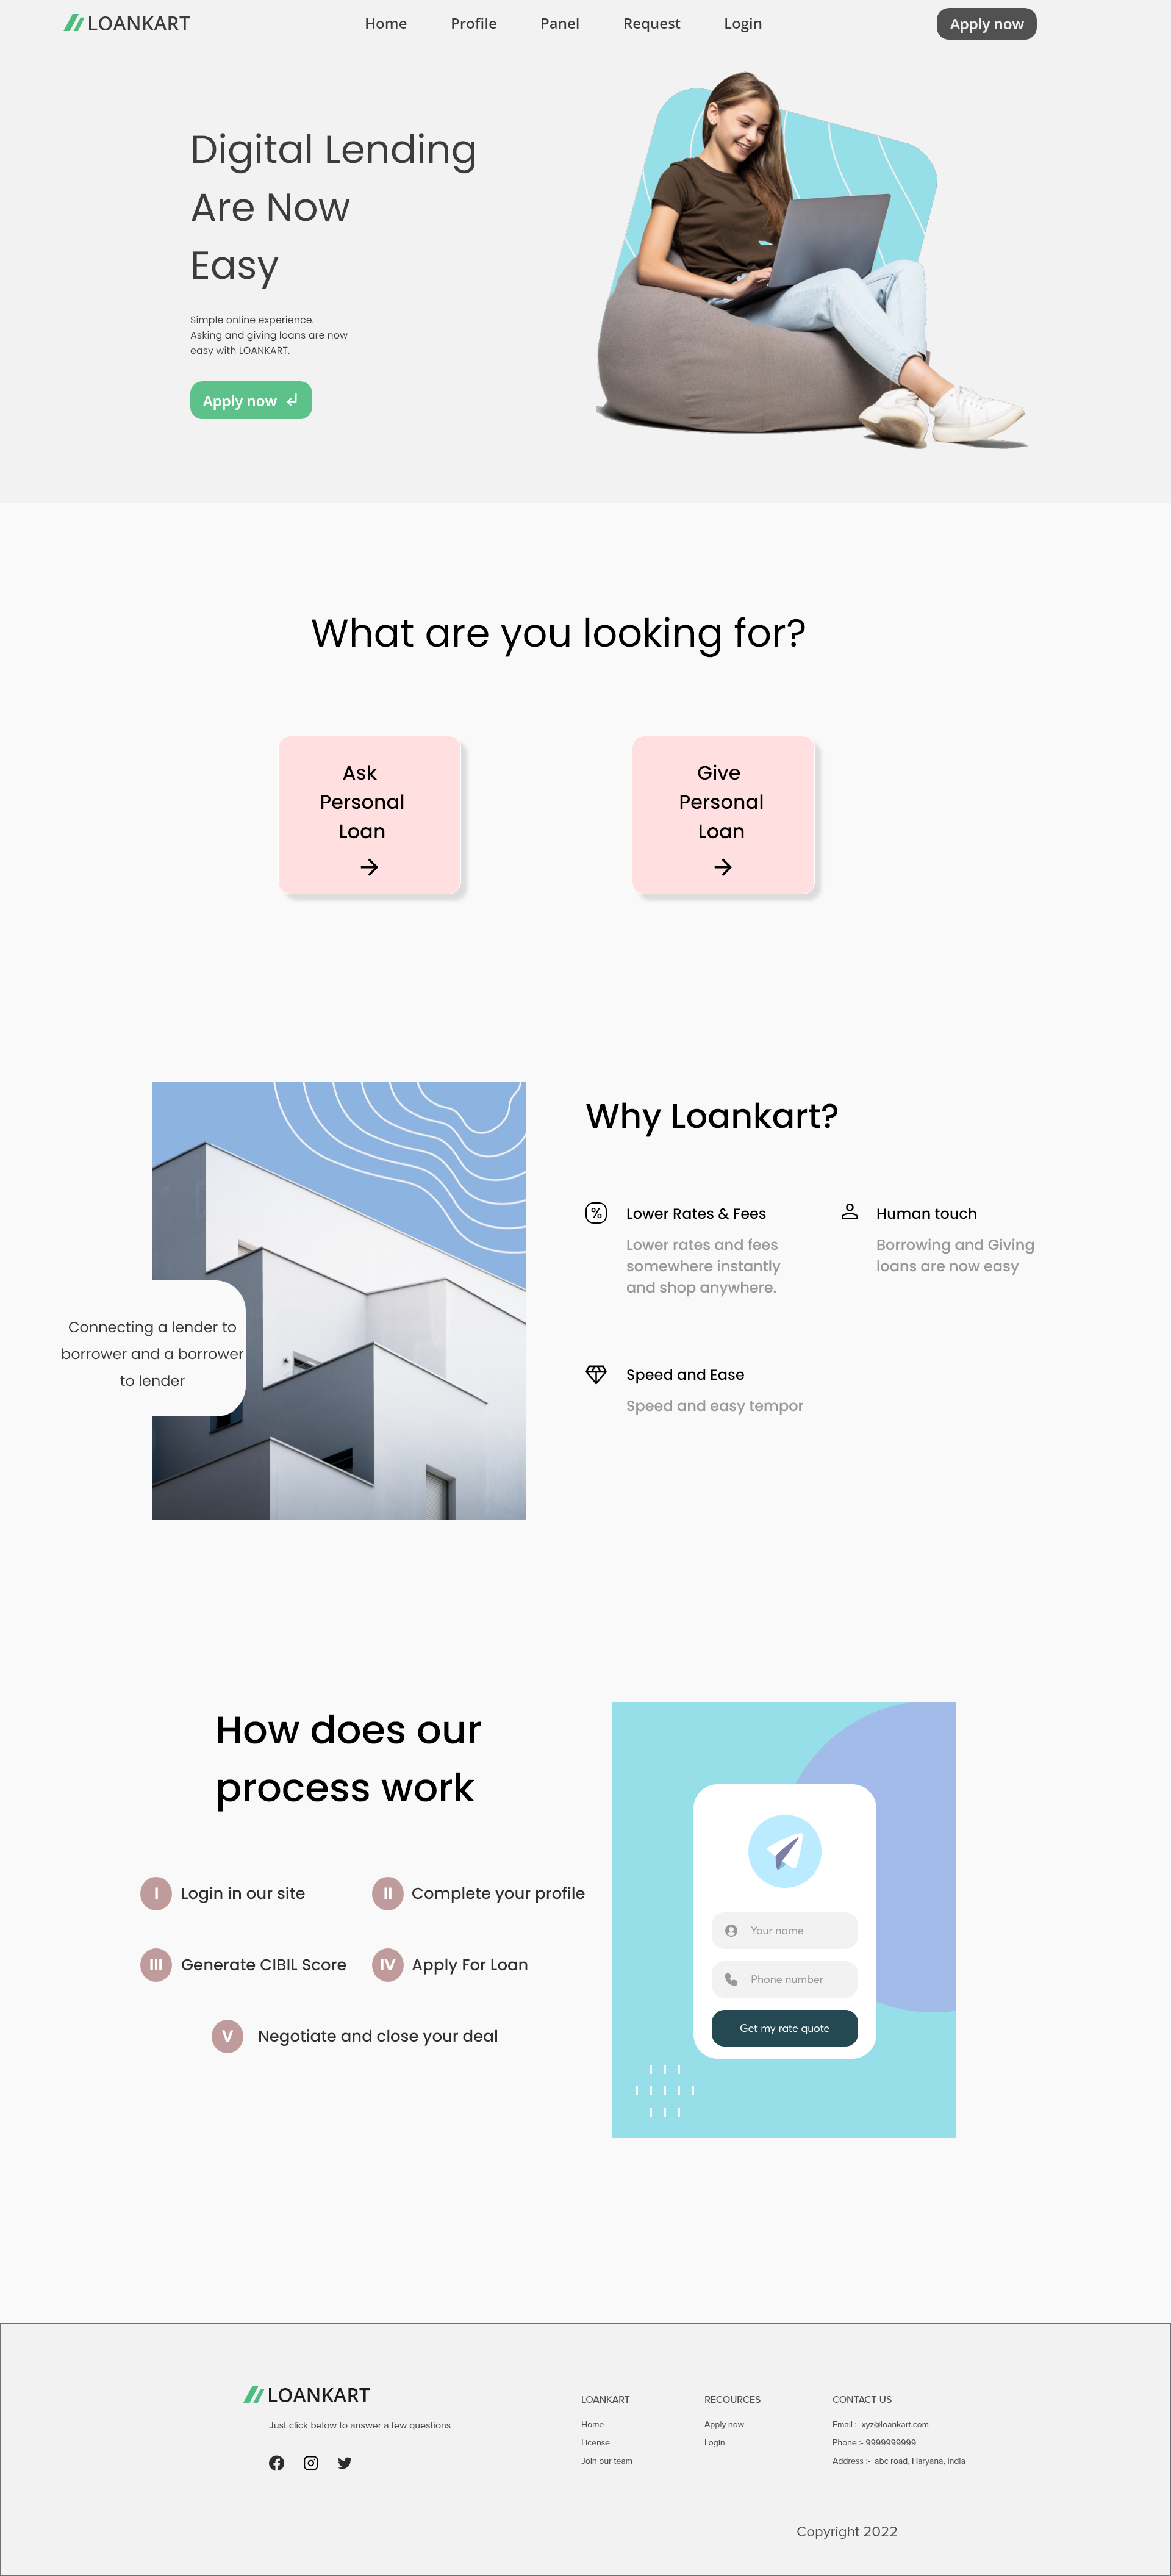 LOANKART
Home Profile Panel Request Login
Apply now
Digital Lending
Are Now
Easy
Simple online experience.
Asking and giving loans are now
easy with LOANKART.
Apply now
What are you looking for?
Ask
Personal
Loan
Give
Personal
Loan
Connecting a lender to
borrower and a borrower
to lender
Why Loankart?
%
Lower Rates & Fees
Lower rates and fees
somewhere instantly
and shop anywhere.
Human touch
Borrowing and Giving
loans are now easy
Speed and Ease
Speed and easy tempor
How does our
process work
I Login in our site
II Complete your profile
III Generate CIBIL Score
IV Apply For Loan
V Negotiate and close your deal
Your name
Phone number
Get my rate quote
LOANKART
Just click below to answer a few questions
LOANKART
Home
License
Join our team
RECOURCES
Apply now
Login
CONTACT US
Email :- xyz@loankart.com
Phone :- 9999999999
Address :- abc road, Haryana, India
Copyright 2022